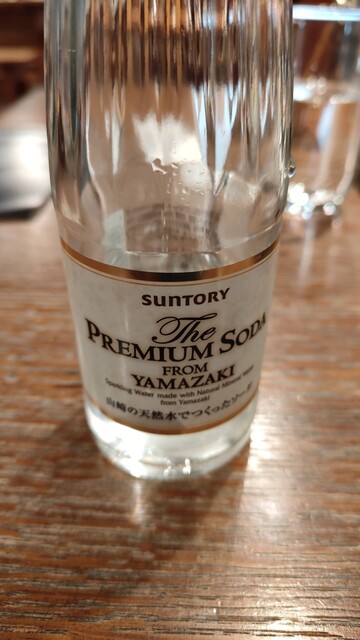 SUNTORY
The
PREMIUM SODA
FROM
YAMAZAKI
Sparkling Water made with Natural Mineral Water
from Yamazaki
山崎の天然水でつくったソーダ